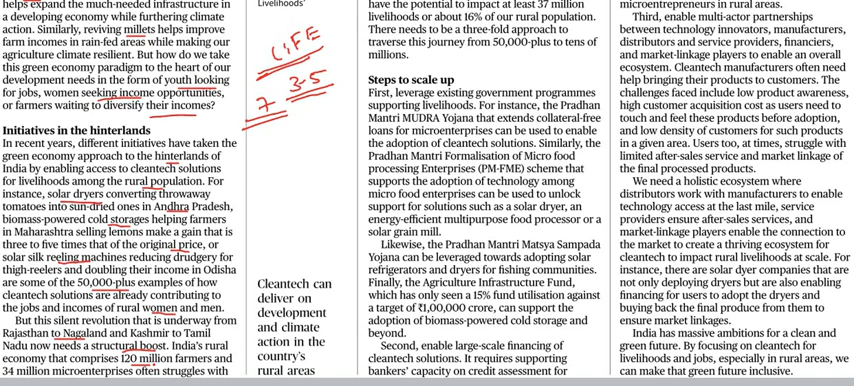 helps expand the much-needed infrastructure in
a developing economy while furthering climate
action. Similarly, reviving millets helps improve
farm incomes in rain-fed areas while making our
agriculture climate resilient. But how do we take
this green economy paradigm to the heart of our
development needs in the form of youth looking
for jobs, women seeking income opportunities,
or farmers waiting to diversify their incomes?
Initiatives in the hinterlands
In recent years, different initiatives have taken the
green economy approach to the hinterlands of
India by enabling access to cleantech solutions
for livelihoods among the rural population. For
instance, solar dryers converting throwaway
tomatoes into sun-dried ones in Andhra Pradesh,
biomass-powered cold storages helping farmers
in Maharashtra selling lemons make a gain that is
three to five times that of the original price, or
solar silk reeling machines reducing drudgery for
thigh-reelers and doubling their income in Odisha
are some of the 50,000-plus examples of how
cleantech solutions are already contributing to
the jobs and incomes of rural women and men.
But this silent revolution that is underway from
Rajasthan to Nagaland and Kashmir to Tamil
Nadu now needs a structural boost. India's rural
economy that comprises 120 million farmers and
34 million microenterprises often struggles with
Livelihoods'
LIFE
3-5
7
Cleantech can
deliver on
development
and climate
action in the
country's
rural areas
have the potential to impact at least 37 million
livelihoods or about 16% of our rural population.
There needs to be a three-fold approach to
traverse this journey from 50,000-plus to tens of
millions.
Steps to scale up
First, leverage existing government programmes
supporting livelihoods. For instance, the Pradhan
Mantri MUDRA Yojana that extends collateral-free
loans for microenterprises can be used to enable
the adoption of cleantech solutions. Similarly, the
Pradhan Mantri Formalisation of Micro food
processing Enterprises (PM-FME) scheme that
supports the adoption of technology among
micro food enterprises can be used to unlock
support for solutions such as a solar dryer, an
energy-efficient multipurpose food processor or a
solar grain mill.
Likewise, the Pradhan Mantri Matsya Sampada
Yojana can be leveraged towards adopting solar
refrigerators and dryers for fishing communities.
Finally, the Agriculture Infrastructure Fund,
which has only seen a 15% fund utilisation against
a target of ₹1,00,000 crore, can support the
adoption of biomass-powered cold storage and
beyond.
Second, enable large-scale financing of
cleantech solutions. It requires supporting
bankers' capacity on credit assessment for
microentrepreneurs in rural areas.
Third, enable multi-actor partnerships
between technology innovators, manufacturers,
distributors and service providers, financiers,
and market-linkage players to enable an overall
ecosystem. Cleantech manufacturers often need
help bringing their products to customers. The
challenges faced include low product awareness,
high customer acquisition cost as users need to
touch and feel these products before adoption,
and low density of customers for such products
in a given area. Users too, at times, struggle with
limited after-sales service and market linkage of
the final processed products.
We need a holistic ecosystem where
distributors work with manufacturers to enable
technology access at the last mile, service
providers ensure after-sales services, and
market-linkage players enable the connection to
the market to create a thriving ecosystem for
cleantech to impact rural livelihoods at scale. For
instance, there are solar dyer companies that are
not only deploying dryers but are also enabling
financing for users to adopt the dryers and
buying back the final produce from them to
ensure market linkages.
India has massive ambitions for a clean and
green future. By focusing on cleantech for
livelihoods and jobs, especially in rural areas, we
can make that green future inclusive.